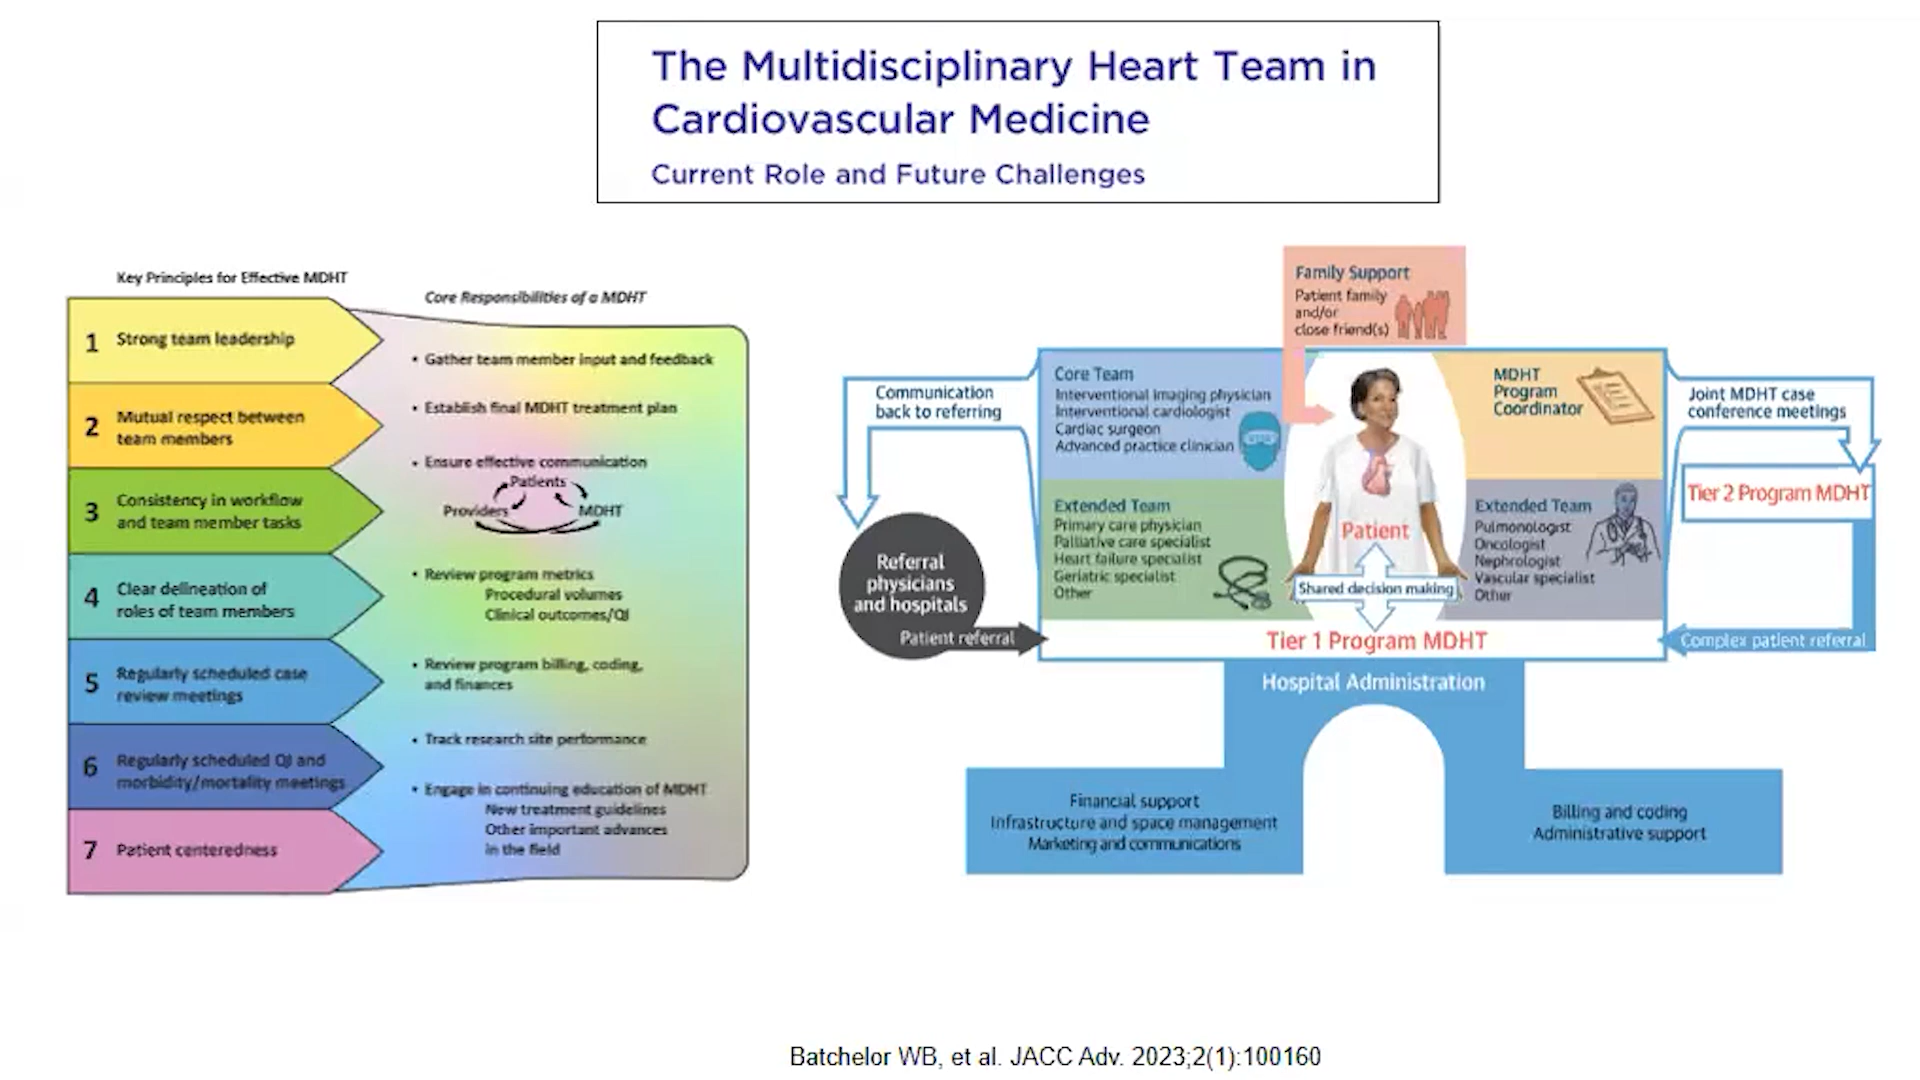 The Multidisciplinary Heart Team in
Cardiovascular Medicine
Current Role and Future Challenges
Key Principles for Effective MDHT
1 Strong team leadership
2 Mutual respect between
team members
3 Consistency in workflow
and team member tasks
4 Clear delineation of
roles of team members
5 Regularly scheduled case
review meetings
6 Regularly scheduled QI and
morbidity/mortality meetings
7 Patient centeredness
Core Responsibilities of a MDHT
• Gather team member input and feedback
• Establish final MDHT treatment plan
• Ensure effective communication
Patients
Providers MDHT
• Review program metrics
Procedural volumes
Clinical outcomes/QI
• Review program billing, coding,
and finances
• Track research site performance
• Engage in continuing education of MDHT
New treatment guidelines
Other important advances
in the field
Family Support
Patient family
and/or
close friend(s)
Communication
back to referring
Core Team
Interventional imaging physician
Interventional cardiologist
Cardiac surgeon
Advanced practice clinician
MDHT
Program
Coordinator
Joint MDHT case
conference meetings
Tier 2 Program MDHT
Extended Team
Primary care physician
Palliative care specialist
Heart failure specialist
Geriatric specialist
Other
Patient
Shared decision making
Extended Team
Pulmonologist
Oncologist
Nephrologist
Vascular specialist
Other
Referral
physicians
and hospitals
Patient referral
Tier 1 Program MDHT
Complex patient referral
Hospital Administration
Financial support
Infrastructure and space management
Marketing and communications
Billing and coding
Administrative support
Batchelor WB, et al. JACC Adv. 2023;2(1):100160